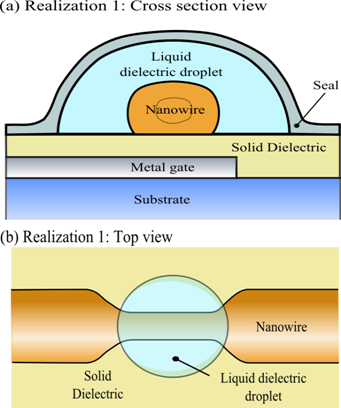 (a) Realization 1: Cross section view
Liquid
dielectric droplet
Seal
Nanowire
Solid Dielectric
Metal gate
Substrate
(b) Realization 1: Top view
Nanowire
Solid
Dielectric
Liquid dielectric
droplet